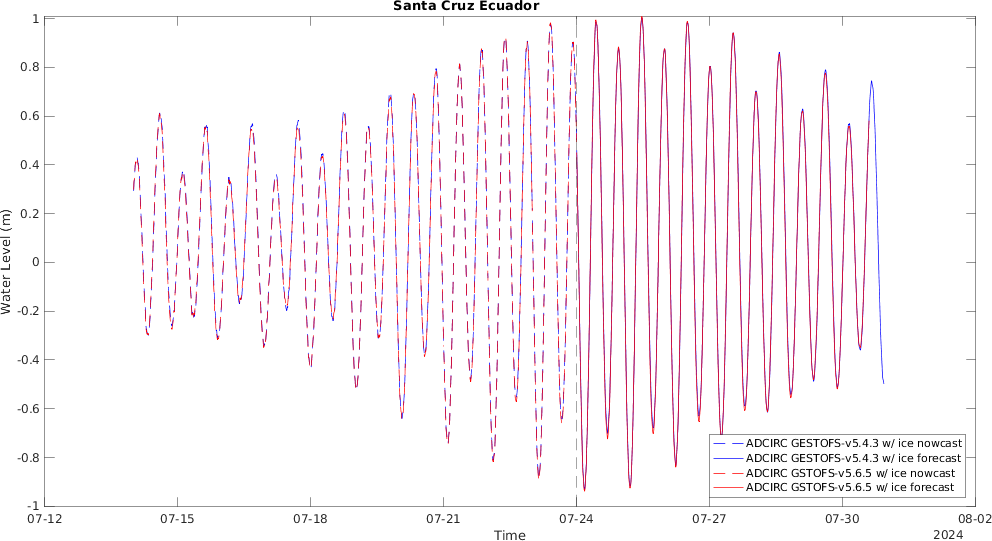 Santa Cruz Ecuador
1
0.8
0.6
0.4
0.2
0
-0.2
-0.4
-0.6
-0.8
-1
Water Level (m)
07-12
07-15
07-18
07-21
07-24
07-27
07-30
08-02
Time
2024
ADCIRC GESTOFS-v5.4.3 w/ ice nowcast
ADCIRC GESTOFS-v5.4.3 w/ ice forecast
ADCIRC GSTOFS-v5.6.5 w/ ice nowcast
ADCIRC GSTOFS-v5.6.5 w/ ice forecast